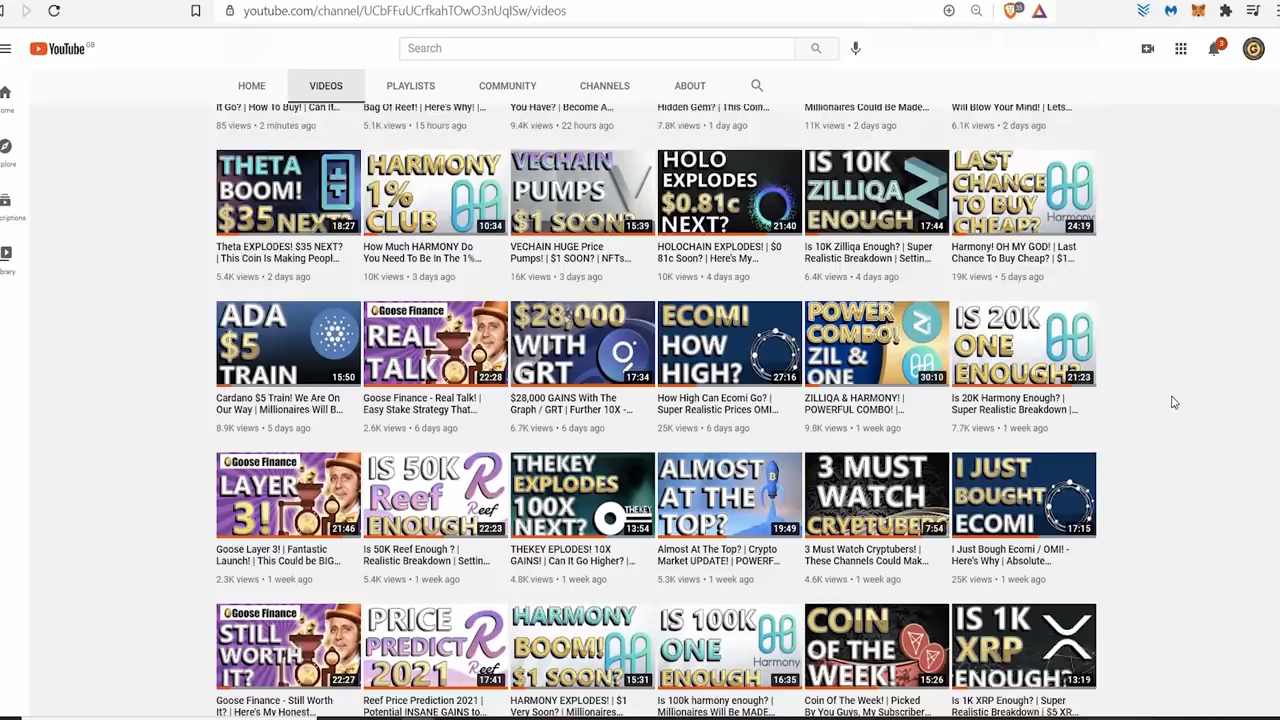 youtube.com/channel/UCbFFuUCrfkahTOwO3nUqISw/videos
35
YouTube GB
Search
3
HOME VIDEOS PLAYLISTS COMMUNITY CHANNELS ABOUT
It Go? | How To Buy! | Can It... Bag Of Reef! | Here's Why! |... You Have? | Become A... Hidden Gem? | This Coin... Millionaires Could Be Made... Will Blow Your Mind! | Lets...
85 views • 2 minutes ago 5.1K views • 15 hours ago 9.4K views • 22 hours ago 7.8K views • 1 day ago 11K views • 2 days ago 6.1K views • 2 days ago
THETA BOOM! $35 NEXT? 18:27
HARMONY 1% CLUB 10:34
VECHAIN PUMPS $1 SOON? 15:39
HOLO EXPLODES $0.81c NEXT? 21:40
IS 10K ZILLIQA ENOUGH 17:44
LAST CHANCE TO BUY CHEAP? Harmony 24:19
Theta EXPLODES! $35 NEXT? How Much HARMONY Do VECHAIN HUGE Price HOLOCHAIN EXPLODES! | $0 Is 10K Zilliqa Enough? | Super Harmony! OH MY GOD! | Last
| This Coin Is Making Peopl... You Need To Be In The 1%... Pumps! | $1 SOON? | NFTs... 81c Soon? | Here's My... Realistic Breakdown | Settin... Chance To Buy Cheap? | $1...
5.4K views • 2 days ago 10K views • 3 days ago 16K views • 3 days ago 10K views • 4 days ago 6.4K views • 4 days ago 19K views • 5 days ago
ADA $5 TRAIN 15:50
Goose Finance REAL TALK 22:28
$28,000 WITH GRT 17:34
ECOMI HOW HIGH? 27:16
POWER COMBO! ZIL & ONE 30:10
IS 20K ONE ENOUGH? 21:23
Cardano $5 Train! We Are On Goose Finance - Real Talk! | $28,000 GAINS With The How High Can Ecomi Go? | ZILLIQA & HARMONY! | Is 20K Harmony Enough? |
Our Way | Millionaires Will B... Easy Stake Strategy That... Graph / GRT | Further 10X -... Super Realistic Prices OMI... POWERFUL COMBO! |... Super Realistic Breakdown |...
8.9K views • 5 days ago 2.6K views • 6 days ago 6.7K views • 6 days ago 25K views • 6 days ago 9.8K views • 1 week ago 7.7K views • 1 week ago
Goose Finance LAYER 3! 21:46
IS 50K Reef ENOUGH Reef 22:23
THEKEY EXPLODES 100X NEXT? THEKEY 13:54
ALMOST AT THE TOP? 19:49
3 MUST WATCH CRYPTUBE 7:54
I JUST BOUGHT ECOMI 17:15
Goose Layer 3! | Fantastic Is 50K Reef Enough ? | THEKEY EPLODES! 10X Almost At The Top? | Crypto 3 Must Watch Cryptubers! | I Just Bough Ecomi / OMI! -
Launch! | This Could be BIG... Realistic Breakdown | Settin... GAINS! | Can It Go Higher? |... Market UPDATE! | POWERF... These Channels Could Mak... Here's Why | Absolute...
2.3K views • 1 week ago 5.4K views • 1 week ago 4.8K views • 1 week ago 5.3K views • 1 week ago 4.6K views • 1 week ago 25K views • 1 week ago
Goose Finance STILL WORTH IT? 22:27
PRICE PREDICT 2021 Reef 17:41
HARMONY BOOM! $1 SOON? 15:31
IS 100K ONE ENOUGH Harmony 16:35
COIN OF THE WEEK! 15:26
IS 1K XRP ENOUGH 13:19
Goose Finance - Still Worth Reef Price Prediction 2021 | HARMONY EXPLODES! | $1 Is 100k harmony enough? | Coin Of The Week! | Picked Is 1K XRP Enough? | Super
It? | Here's My Honest... Potential INSANE GAINS to... Very Soon? | Millionaires... Millionaires Will Be MADE... By You Guys, My Subscriber... Realistic Breakdown | $5 XR...